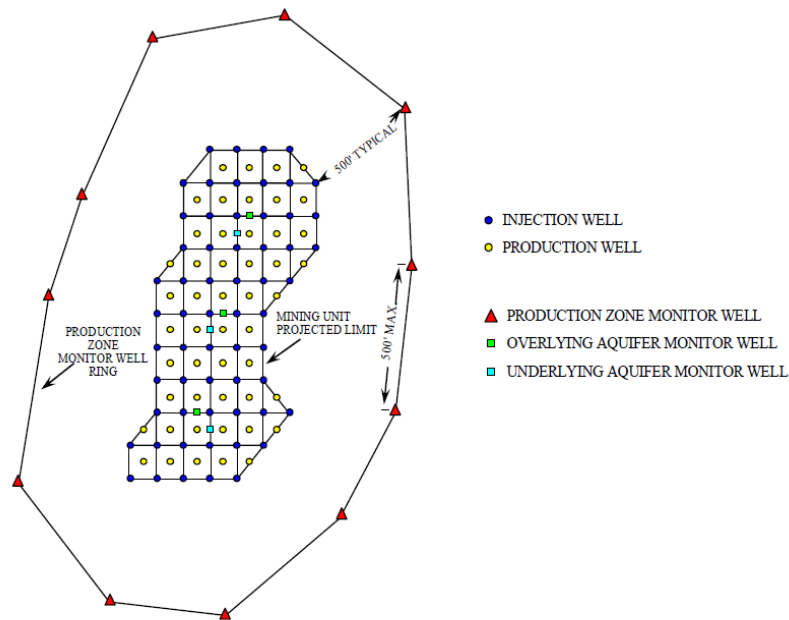 500' TYPICAL
INJECTION WELL
PRODUCTION WELL
500' MAX.
PRODUCTION ZONE MONITOR WELL
OVERLYING AQUIFER MONITOR WELL
UNDERLYING AQUIFER MONITOR WELL
MINING UNIT
PROJECTED LIMIT
PRODUCTION
ZONE
MONITOR WELL
RING